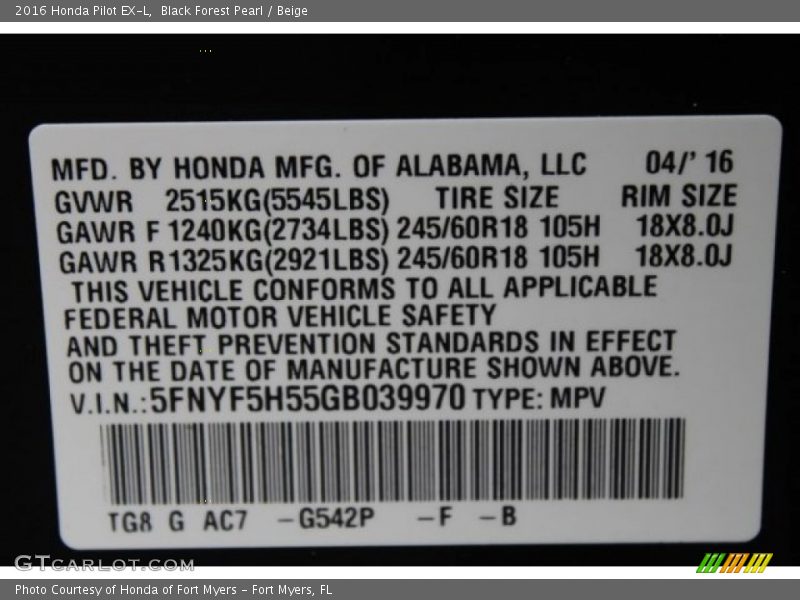 2016 Honda Pilot EX-L, Black Forest Pearl / Beige
MFD. BY HONDA MFG. OF ALABAMA, LLC 04/' 16
GVWR 2515KG(5545LBS) TIRE SIZE RIM SIZE
GAWR F 1240KG(2734LBS) 245/60R18 105H 18X8.0J
GAWR R 1325KG(2921LBS) 245/60R18 105H 18X8.0J
THIS VEHICLE CONFORMS TO ALL APPLICABLE
FEDERAL MOTOR VEHICLE SAFETY
AND THEFT PREVENTION STANDARDS IN EFFECT
ON THE DATE OF MANUFACTURE SHOWN ABOVE.
V.I.N.:5FNYF5H55GB039970 TYPE: MPV
TG8 G AC7 -G542P -F -B
GTCARLOT.COM
Photo Courtesy of Honda of Fort Myers - Fort Myers, FL